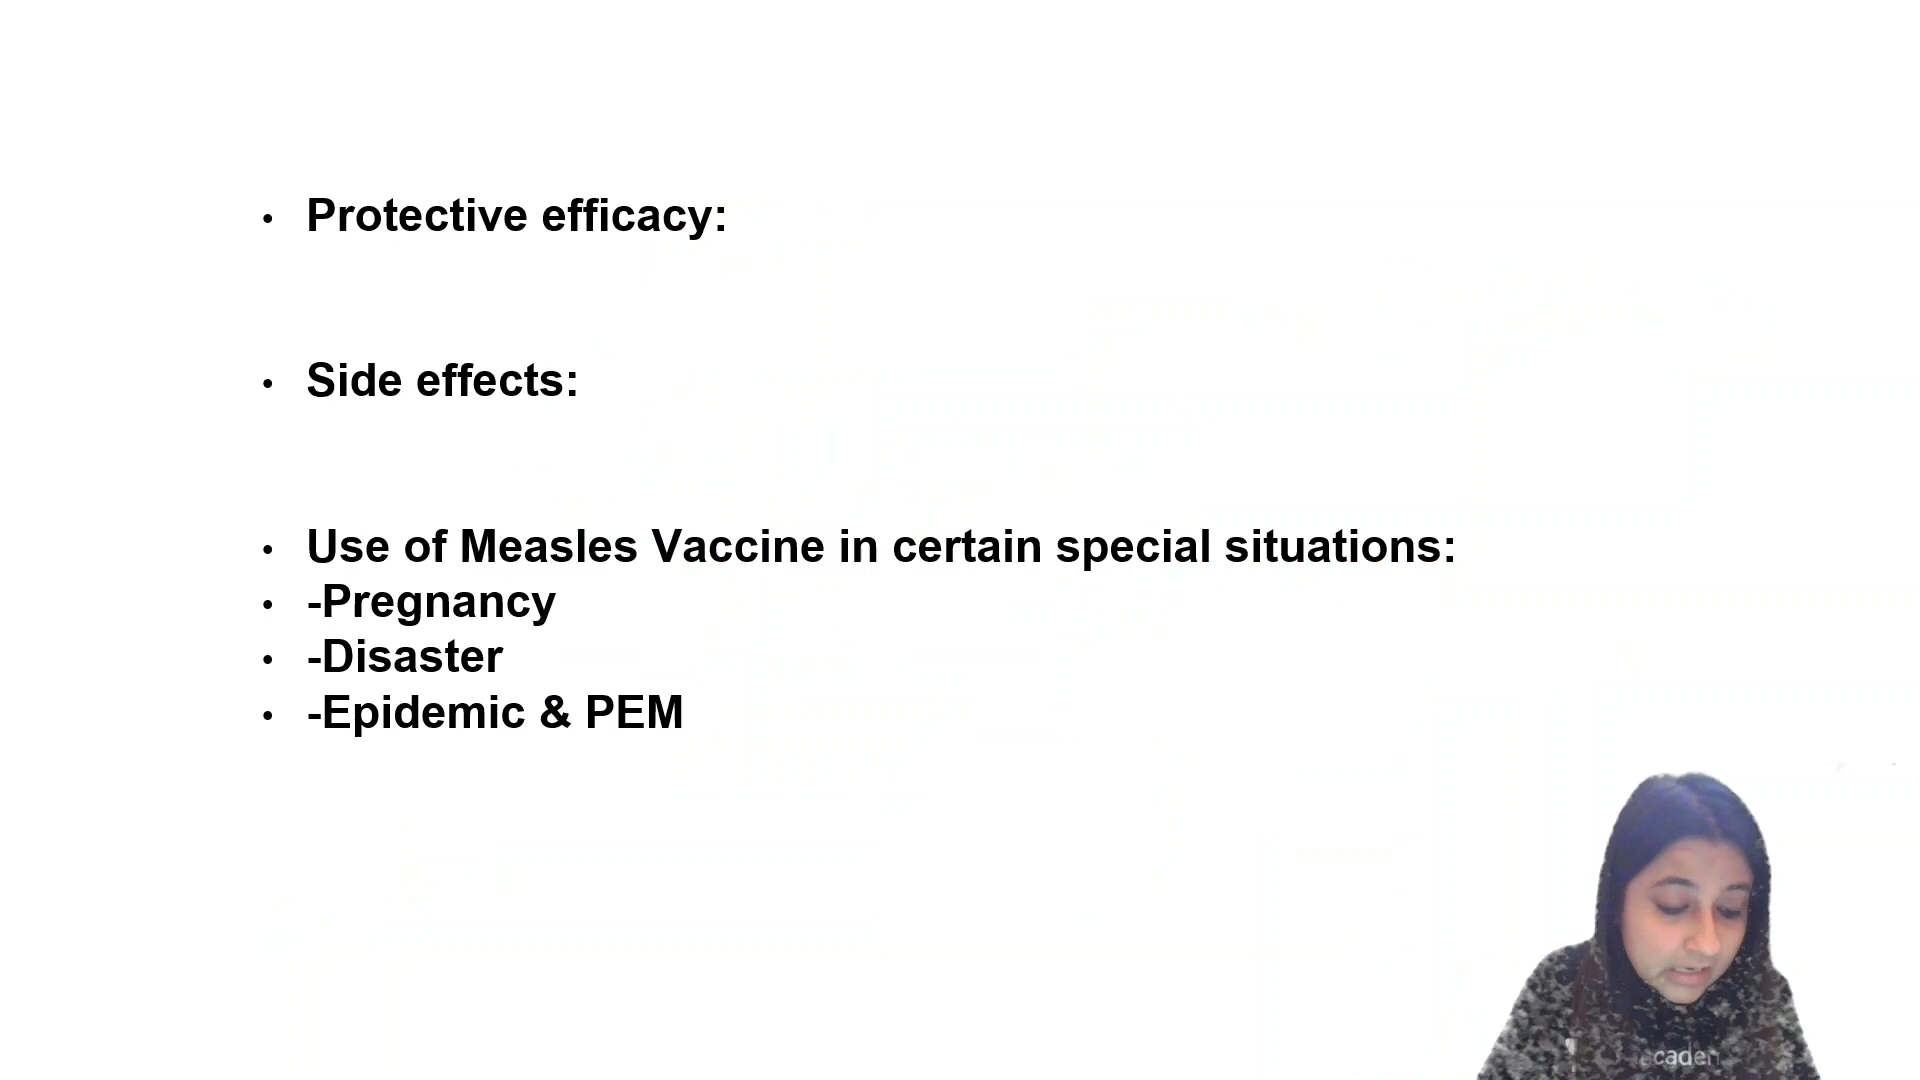 • Protective efficacy:
• Side effects:
• Use of Measles Vaccine in certain special situations:
• -Pregnancy
• -Disaster
• -Epidemic & PEM